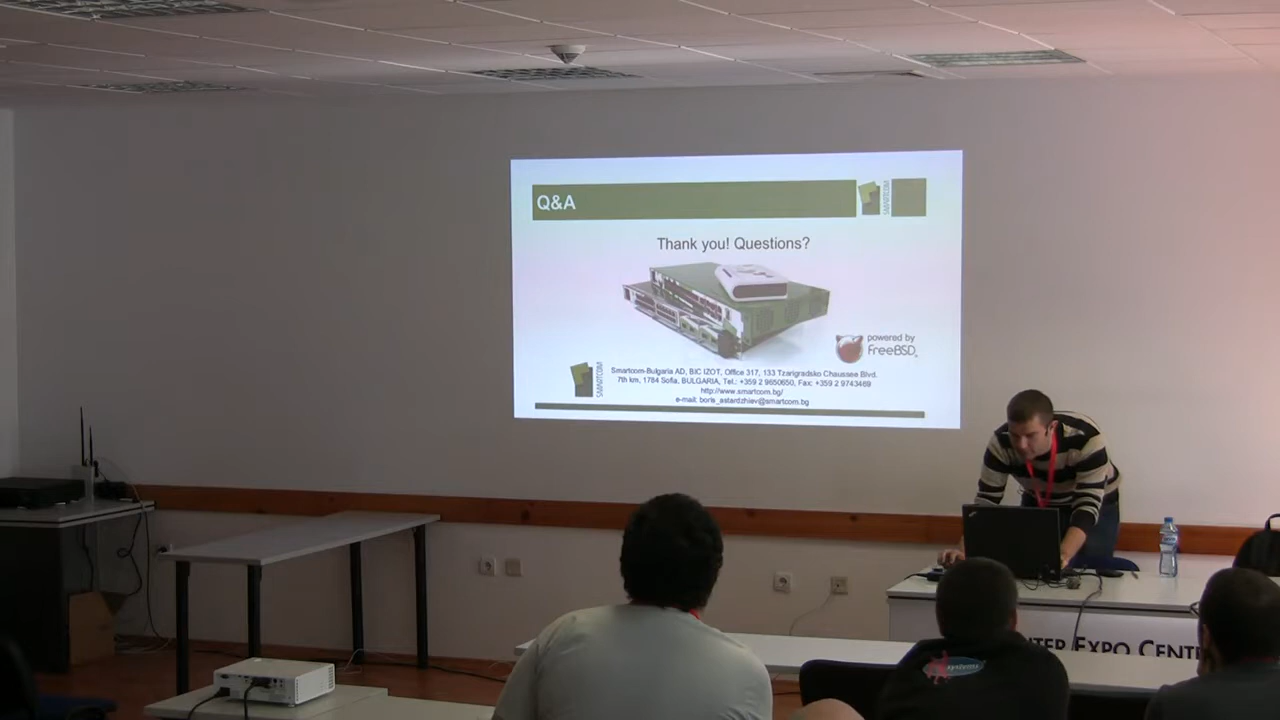 Q&A
SMARTCOM
Thank you! Questions?
powered by
FreeBSD
SMARTCOM
Smartcom-Bulgaria AD, BIC IZOT, Office 317, 133 Tzarigradsko Chaussee Blvd.
7th km, 1784 Sofia, BULGARIA, Tel.: +359 2 9650650, Fax: +359 2 9743469
http://www.smartcom.bg/
e-mail: boris_astardzhiev@smartcom.bg
NTER EXPO CENT
systems